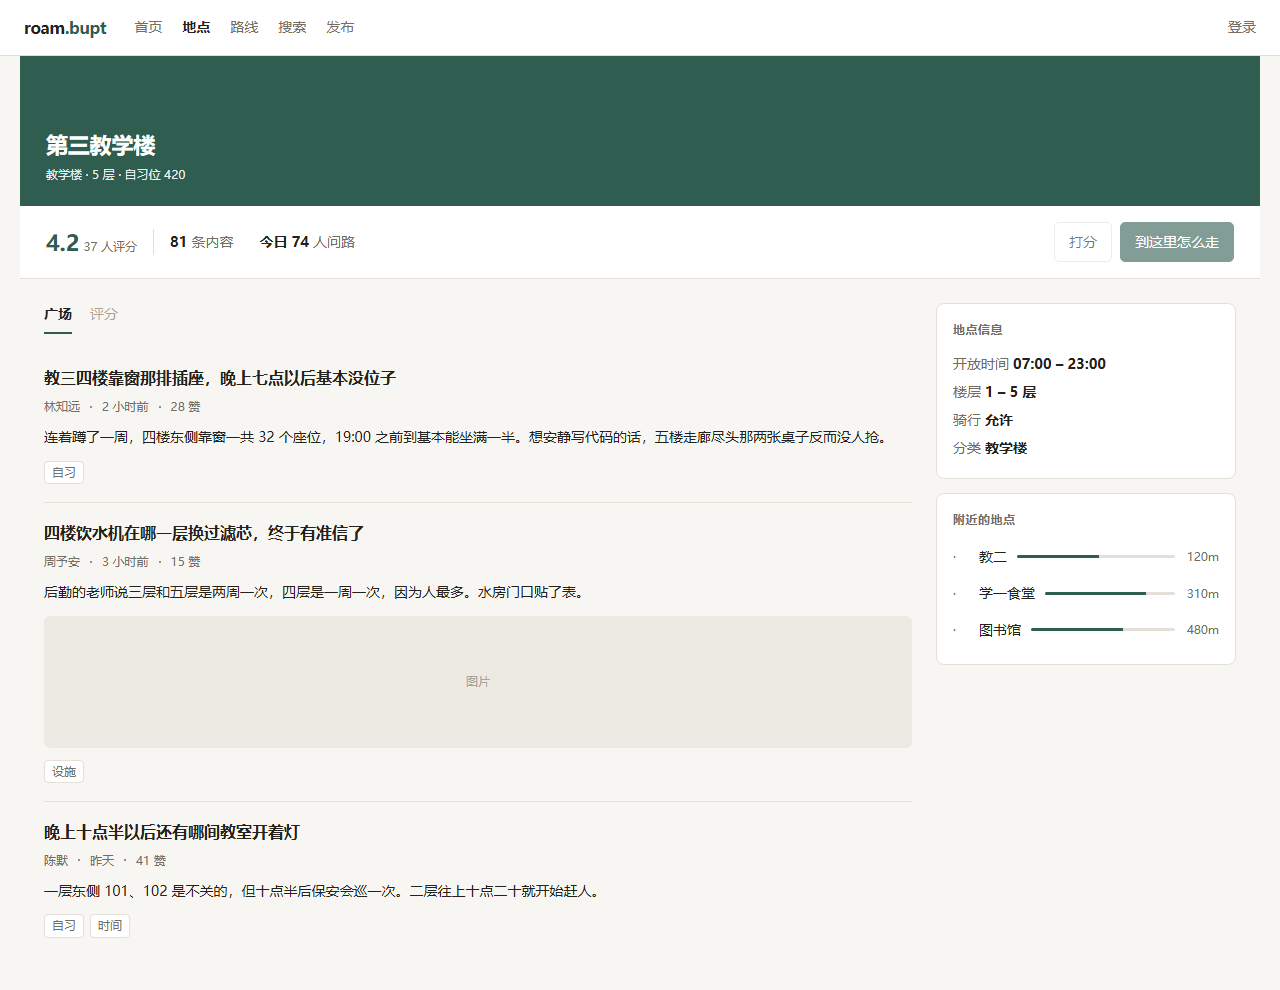 roam.bupt 首页 地点 路线 搜索 发布 登录
第三教学楼
教学楼 · 5 层 · 自习位 420
4.2 37 人评分 81 条内容 今日 74 人问路 打分 到这里怎么走
广场 评分
教三四楼靠窗那排插座，晚上七点以后基本没位子
林知远 · 2 小时前 · 28 赞
连着蹲了一周，四楼东侧靠窗一共 32 个座位，19:00 之前到基本能坐满一半。想安静写代码的话，五楼走廊尽头那两张桌子反而没人抢。
自习
四楼饮水机在哪一层换过滤芯，终于有准信了
周予安 · 3 小时前 · 15 赞
后勤的老师说三层和五层是两周一次，四层是一周一次，因为人最多。水房门口贴了表。
图片
设施
晚上十点半以后还有哪间教室开着灯
陈默 · 昨天 · 41 赞
一层东侧 101、102 是不关的，但十点半后保安会巡一次。二层往上十点二十就开始赶人。
自习 时间
地点信息
开放时间 07:00 – 23:00
楼层 1 – 5 层
骑行 允许
分类 教学楼
附近的地点
· 教二 120m
· 学一食堂 310m
· 图书馆 480m